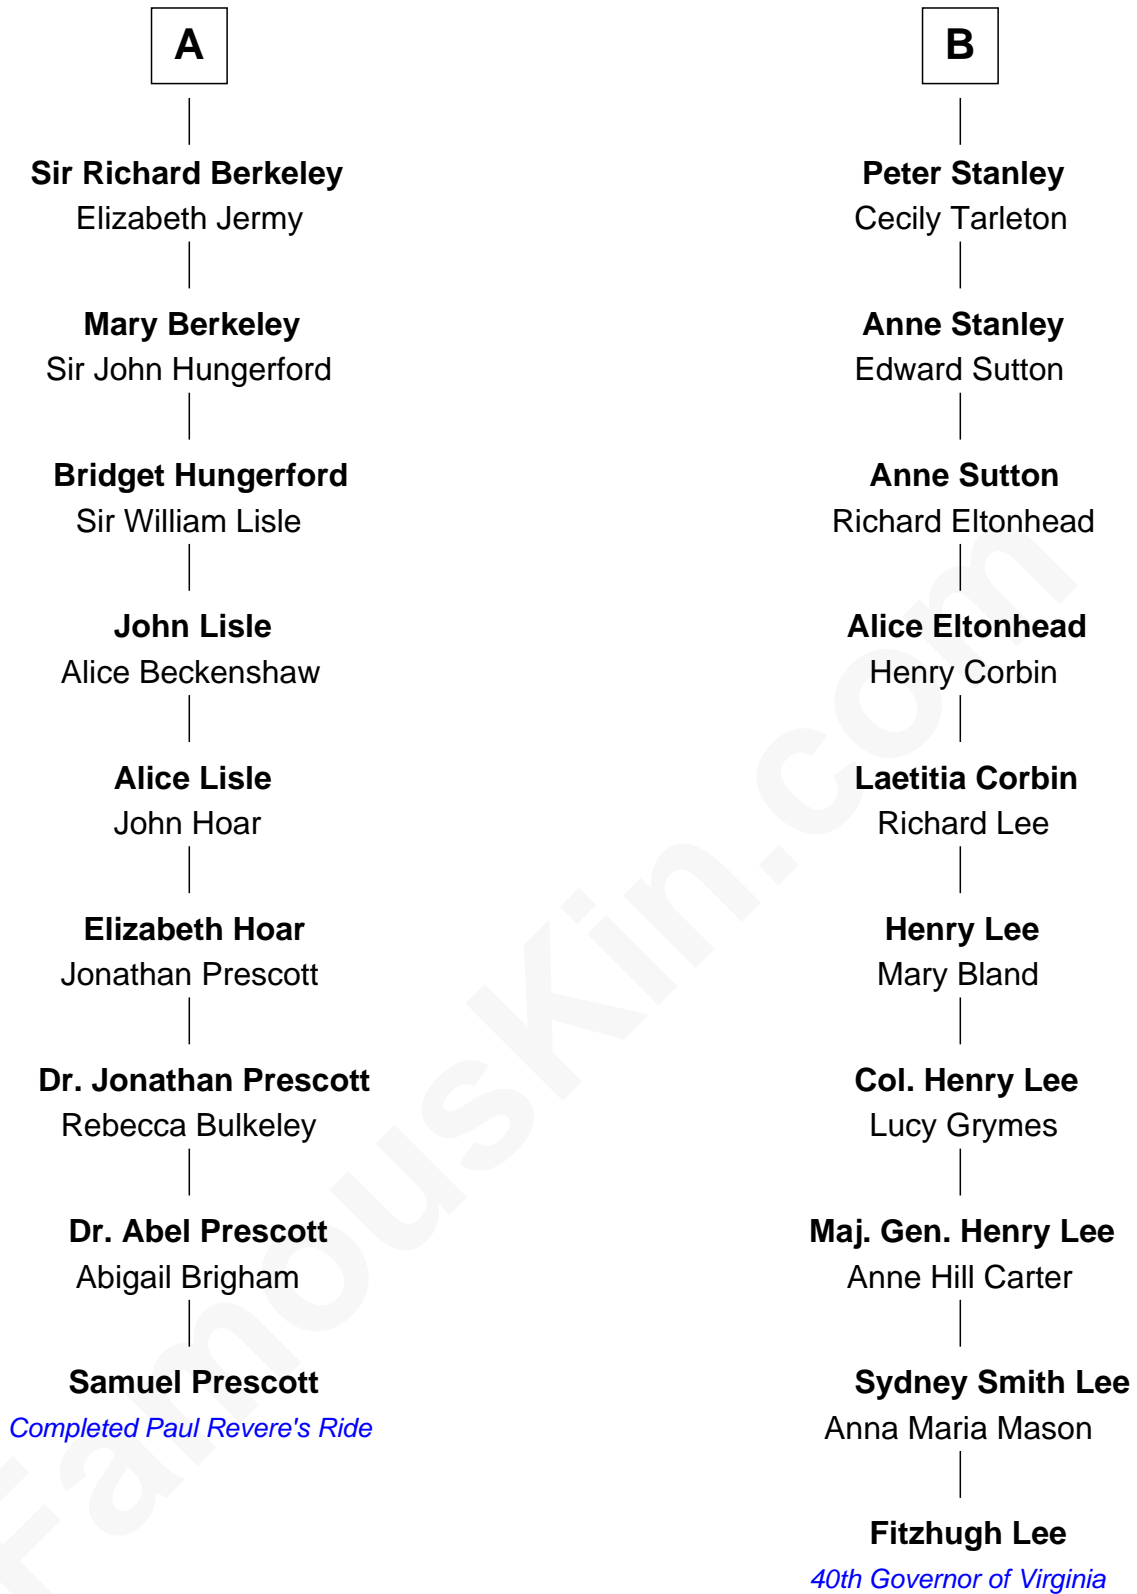 A
Sir Richard Berkeley
Elizabeth Jermy
Mary Berkeley
Sir John Hungerford
Bridget Hungerford
Sir William Lisle
John Lisle
Alice Beckenshaw
Alice Lisle
John Hoar
Elizabeth Hoar
Jonathan Prescott
Dr. Jonathan Prescott
Rebecca Bulkeley
Dr. Abel Prescott
Abigail Brigham
Samuel Prescott
Completed Paul Revere's Ride
B
Peter Stanley
Cecily Tarleton
Anne Stanley
Edward Sutton
Anne Sutton
Richard Eltonhead
Alice Eltonhead
Henry Corbin
Laetitia Corbin
Richard Lee
Henry Lee
Mary Bland
Col. Henry Lee
Lucy Grymes
Maj. Gen. Henry Lee
Anne Hill Carter
Sydney Smith Lee
Anna Maria Mason
Fitzhugh Lee
40th Governor of Virginia
FamousKin.com